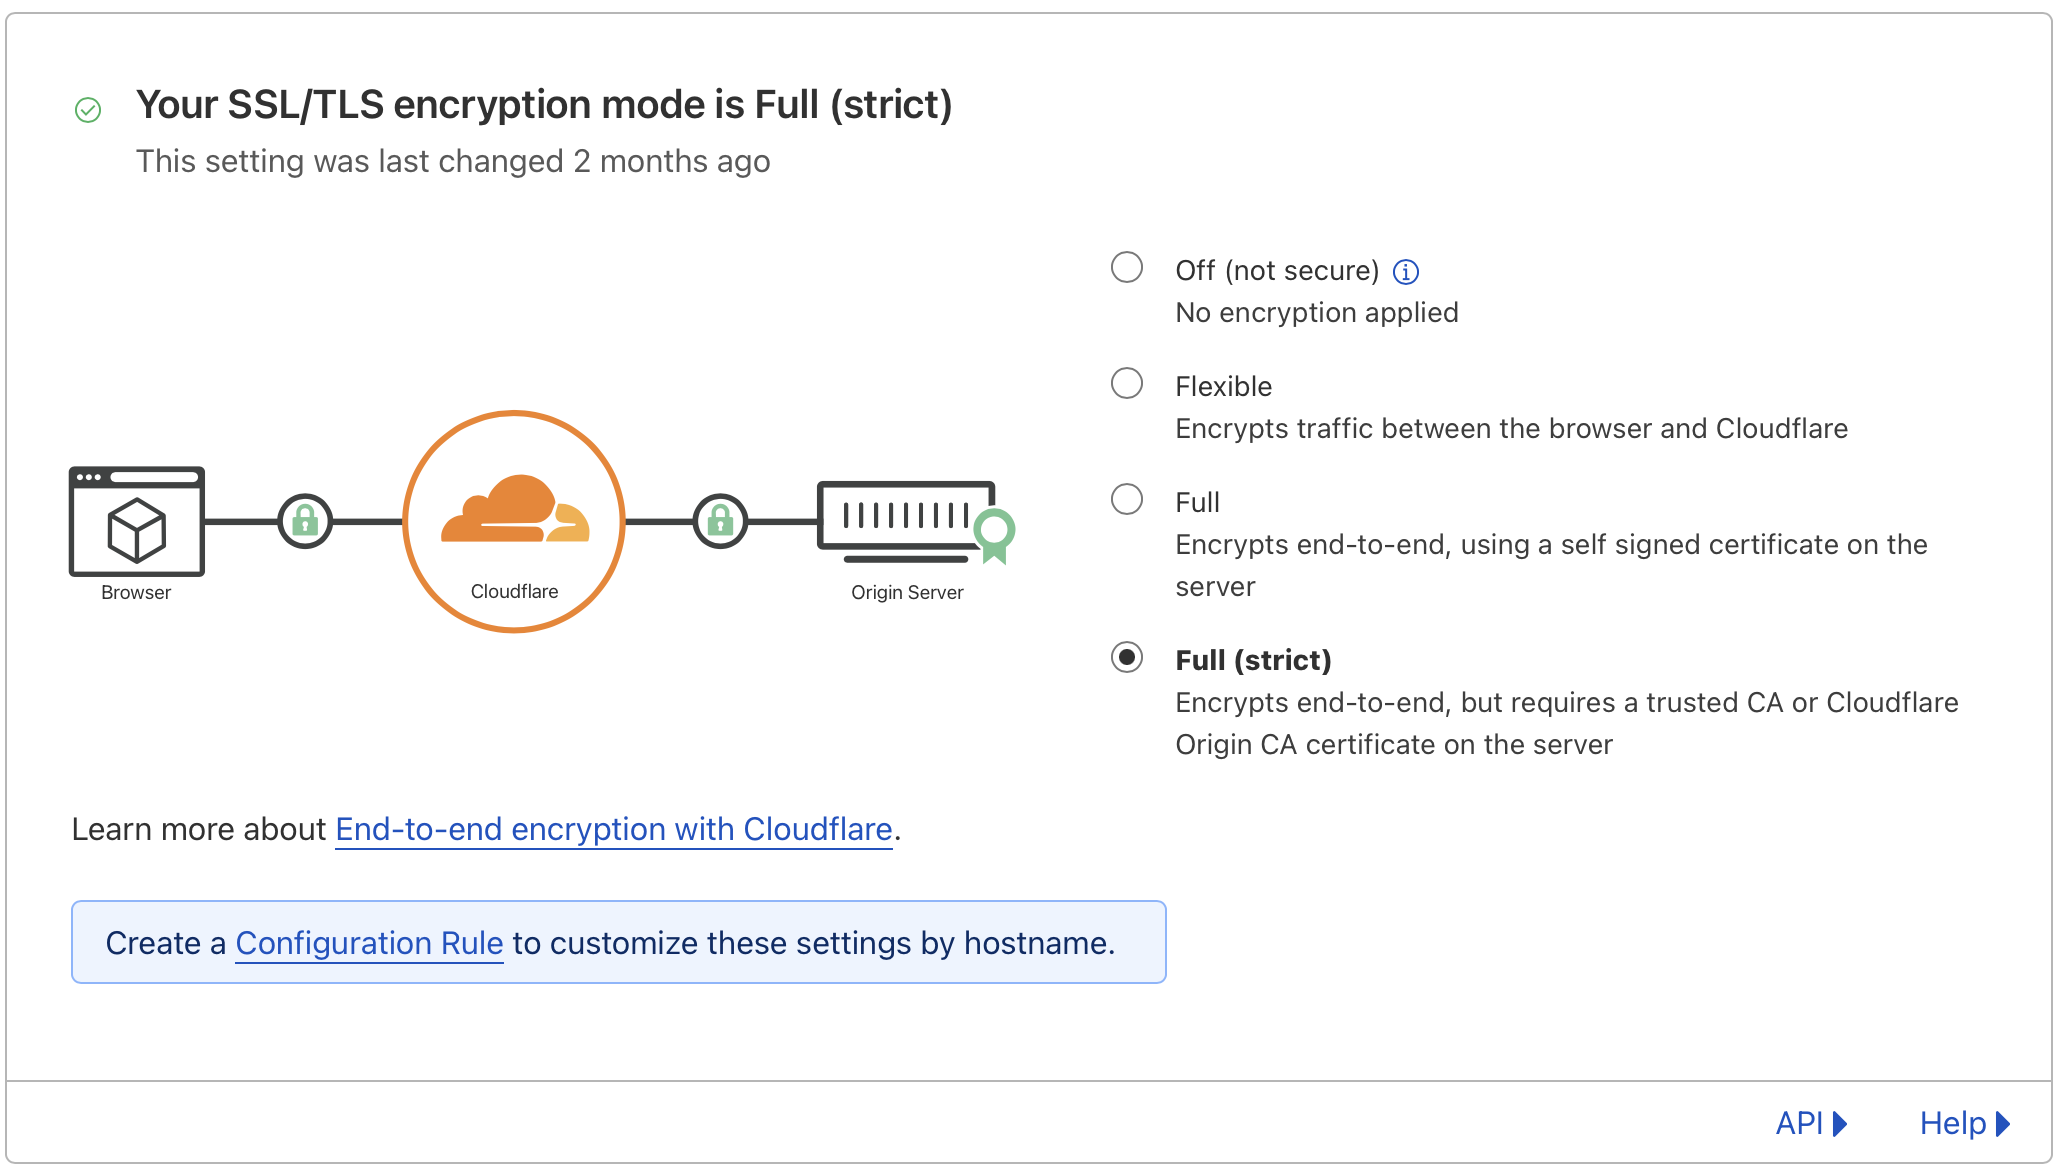 Your SSL/TLS encryption mode is Full (strict)
This setting was last changed 2 months ago
Browser
Cloudflare
Origin Server
Off (not secure)
No encryption applied
Flexible
Encrypts traffic between the browser and Cloudflare
Full
Encrypts end-to-end, using a self signed certificate on the
server
Full (strict)
Encrypts end-to-end, but requires a trusted CA or Cloudflare
Origin CA certificate on the server
Learn more about End-to-end encryption with Cloudflare.
Create a Configuration Rule to customize these settings by hostname.
API
Help